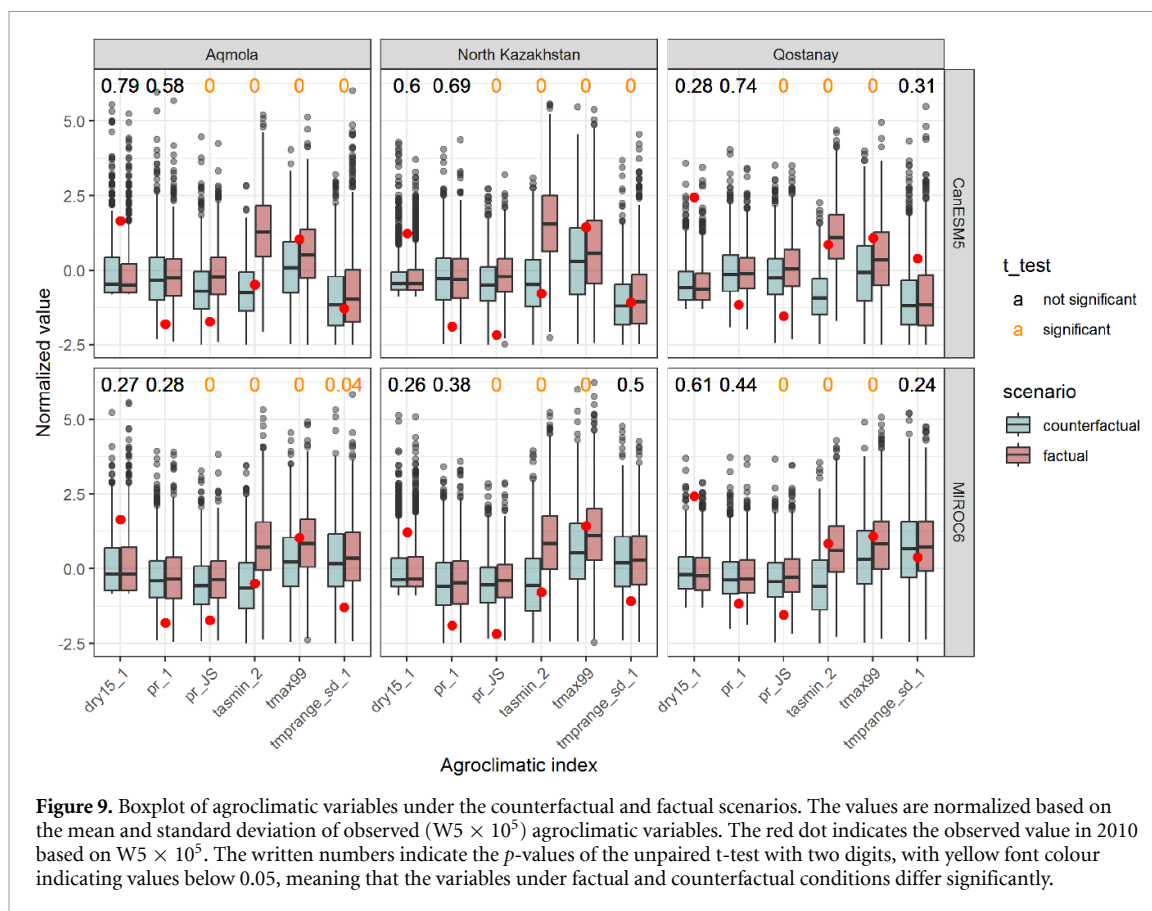 Aqmola
North Kazakhstan
Qostanay
0.79 0.58 0 0 0 0
0.6 0.69 0 0 0 0
0.28 0.74 0 0 0 0.31
5.0
2.5
0.0
-2.5
CanESM5
0.27 0.28 0 0 0 0.04
0.26 0.38 0 0 0 0.5
0.61 0.44 0 0 0 0.24
5.0
2.5
0.0
-2.5
MIROC6
Normalized value
dry15_1
pr_1
pr_JS
tasmin_2
tmax99
tmprange_sd_1
dry15_1
pr_1
pr_JS
tasmin_2
tmax99
tmprange_sd_1
dry15_1
pr_1
pr_JS
tasmin_2
tmax99
tmprange_sd_1
Agroclimatic index
t_test
a not significant
a significant
scenario
counterfactual
factual
Figure 9. Boxplot of agroclimatic variables under the counterfactual and factual scenarios. The values are normalized based on
the mean and standard deviation of observed (W5 × 10⁵) agroclimatic variables. The red dot indicates the observed value in 2010
based on W5 × 10⁵. The written numbers indicate the p-values of the unpaired t-test with two digits, with yellow font colour
indicating values below 0.05, meaning that the variables under factual and counterfactual conditions differ significantly.